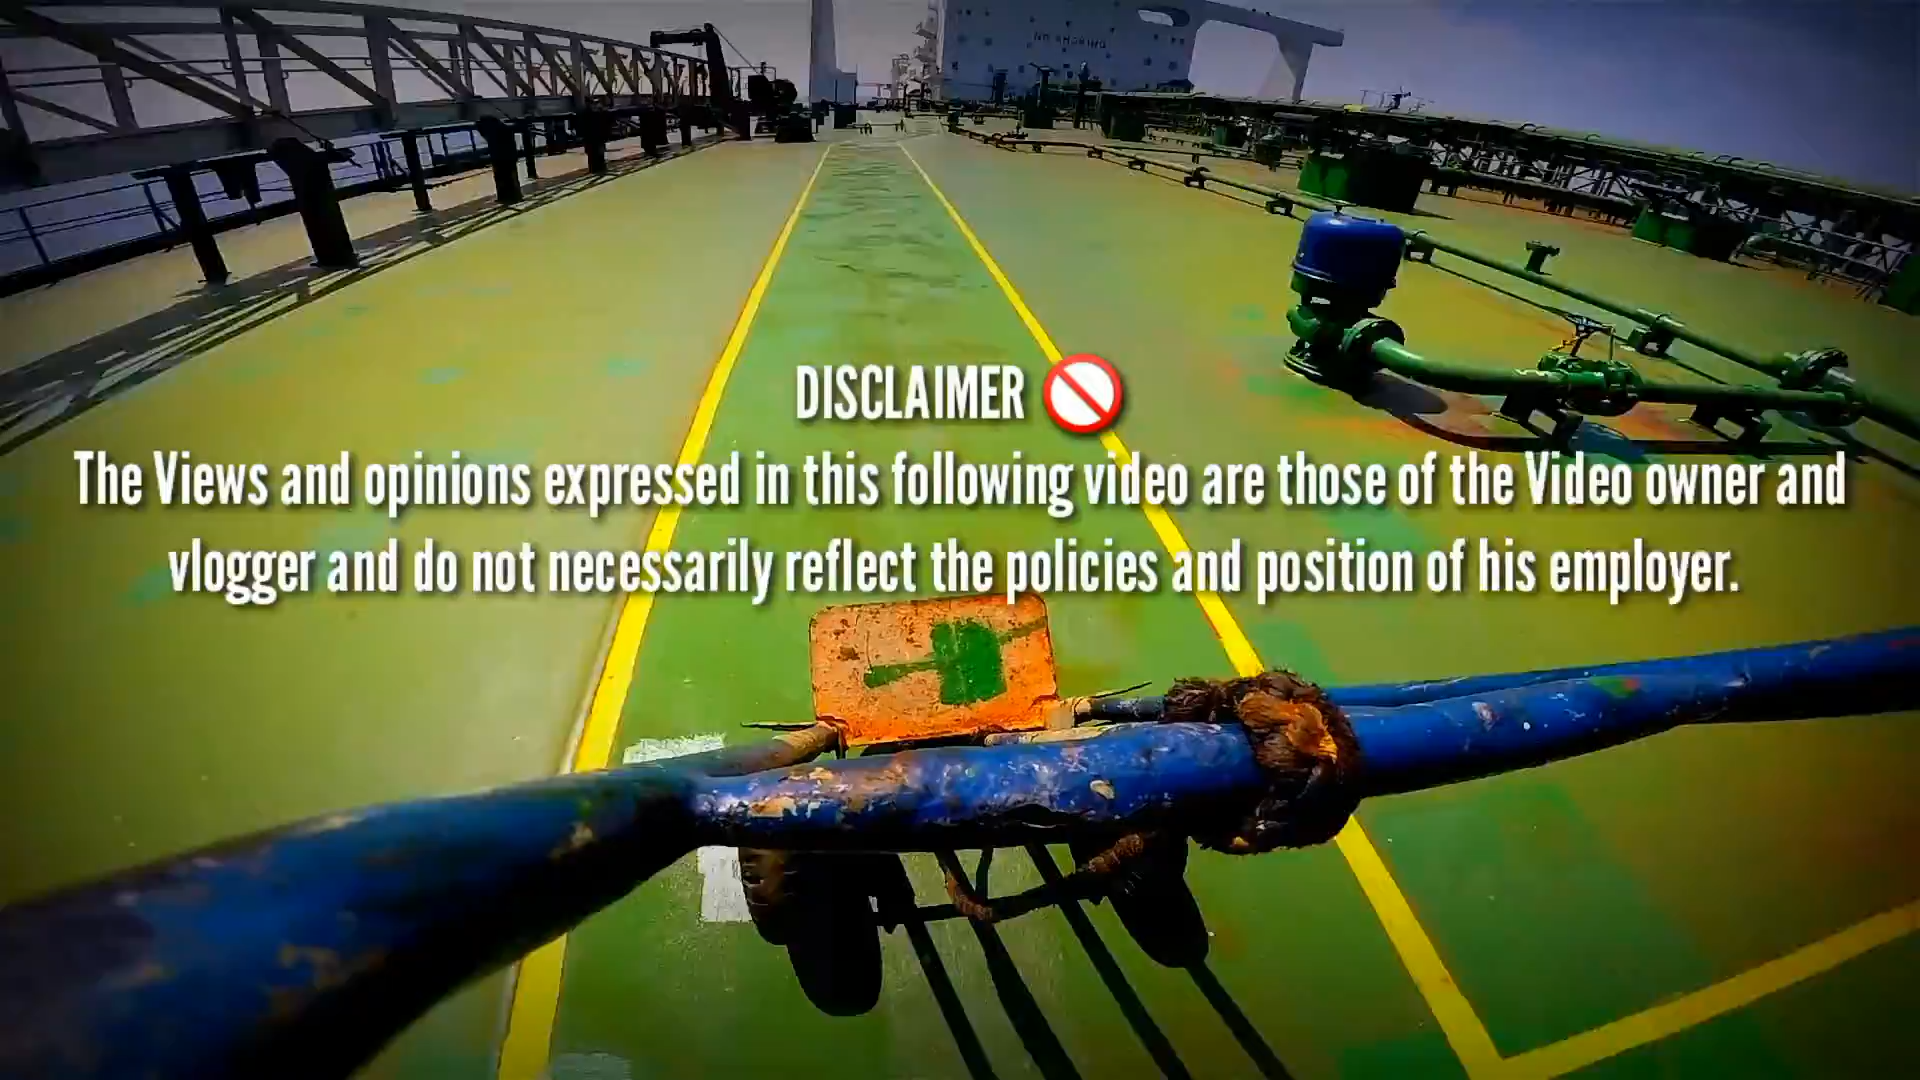 DISCLAIMER 🚫
The Views and opinions expressed in this following video are those of the Video owner and
vlogger and do not necessarily reflect the policies and position of his employer.